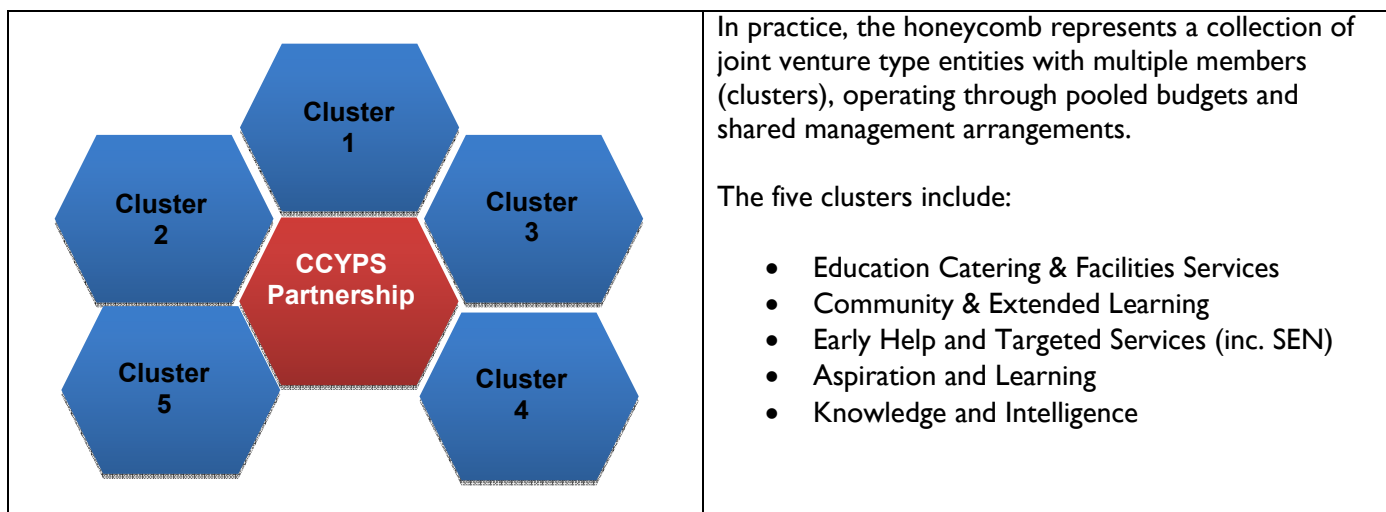 Cluster
1
Cluster
2
Cluster
3
CCYPS
Partnership
Cluster
5
Cluster
4
In practice, the honeycomb represents a collection of
joint venture type entities with multiple members
(clusters), operating through pooled budgets and
shared management arrangements.
The five clusters include:
• Education Catering & Facilities Services
• Community & Extended Learning
• Early Help and Targeted Services (inc. SEN)
• Aspiration and Learning
• Knowledge and Intelligence